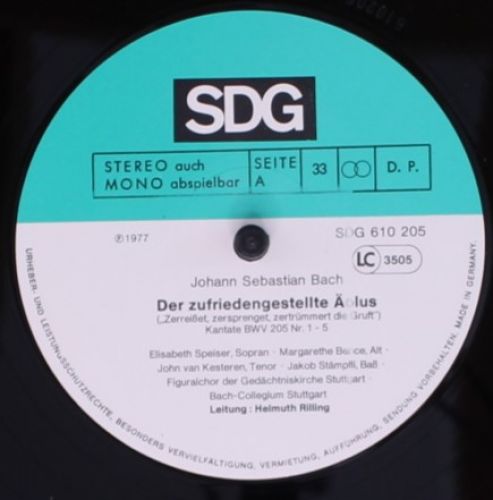 SDG
STEREO auch
MONO abspielbar
SEITE
A
33
D. P.
℗1977
SDG 610 205
LC 3505
Johann Sebastian Bach
Der zufriedengestellte Äolus
(„Zerreißet, zersprenget, zertrümmert die Gruft")
Kantate BWV 205 Nr. 1 - 5
Elisabeth Speiser, Sopran · Margarethe Bence, Alt ·
John van Kesteren, Tenor · Jakob Stämpfli, Baß ·
Figuralchor der Gedächtniskirche Stuttgart ·
Bach-Collegium Stuttgart
Leitung: Helmuth Rilling
URHEBER- UND LEISTUNGSSCHUTZRECHTE, BESONDERS VERVIELFÄLTIGUNG, VERMIETUNG, AUFFÜHRUNG, SENDUNG VORBEHALTEN. MADE IN GERMANY.